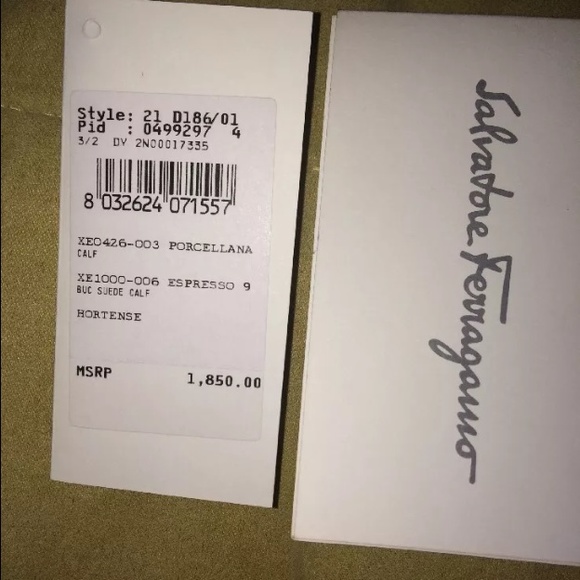 Style: 21 D186/01
Pid : 0499297 4
3/2 DV 2N00017335
8 032624 071557
XE0426-003 PORCELLANA
CALF
XE1000-006 ESPRESSO 9
BUC SUEDE CALF
HORTENSE
MSRP 1,850.00
Salvatore Ferragamo